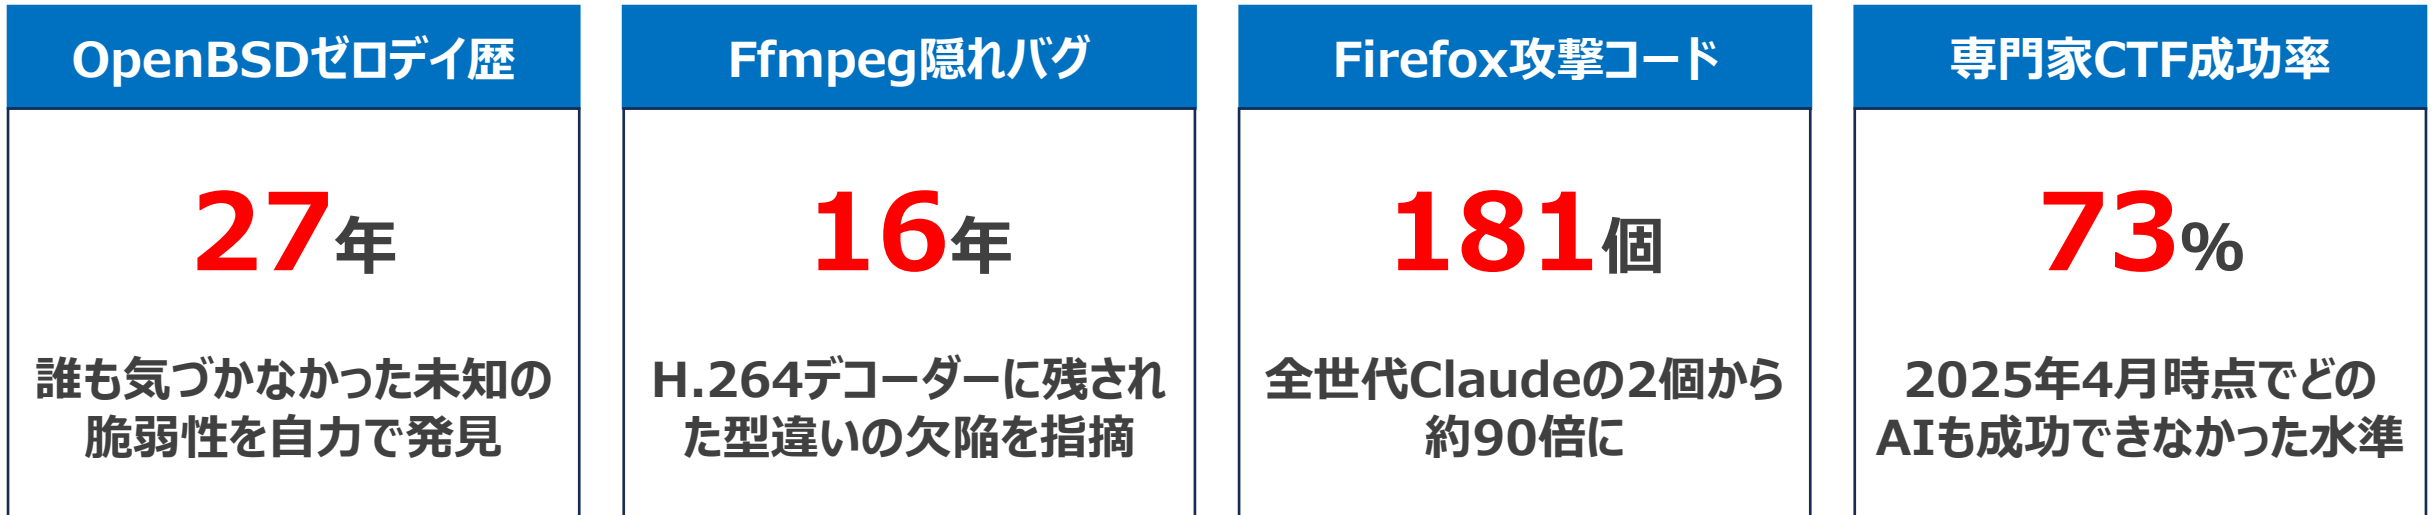 OpenBSDゼロデイ歴
27年
誰も気づかなかった未知の
脆弱性を自力で発見
Ffmpeg隠れバグ
16年
H.264デコーダーに残され
た型違いの欠陥を指摘
Firefox攻撃コード
181個
全世代Claudeの2個から
約90倍に
専門家CTF成功率
73%
2025年4月時点でどの
AIも成功できなかった水準